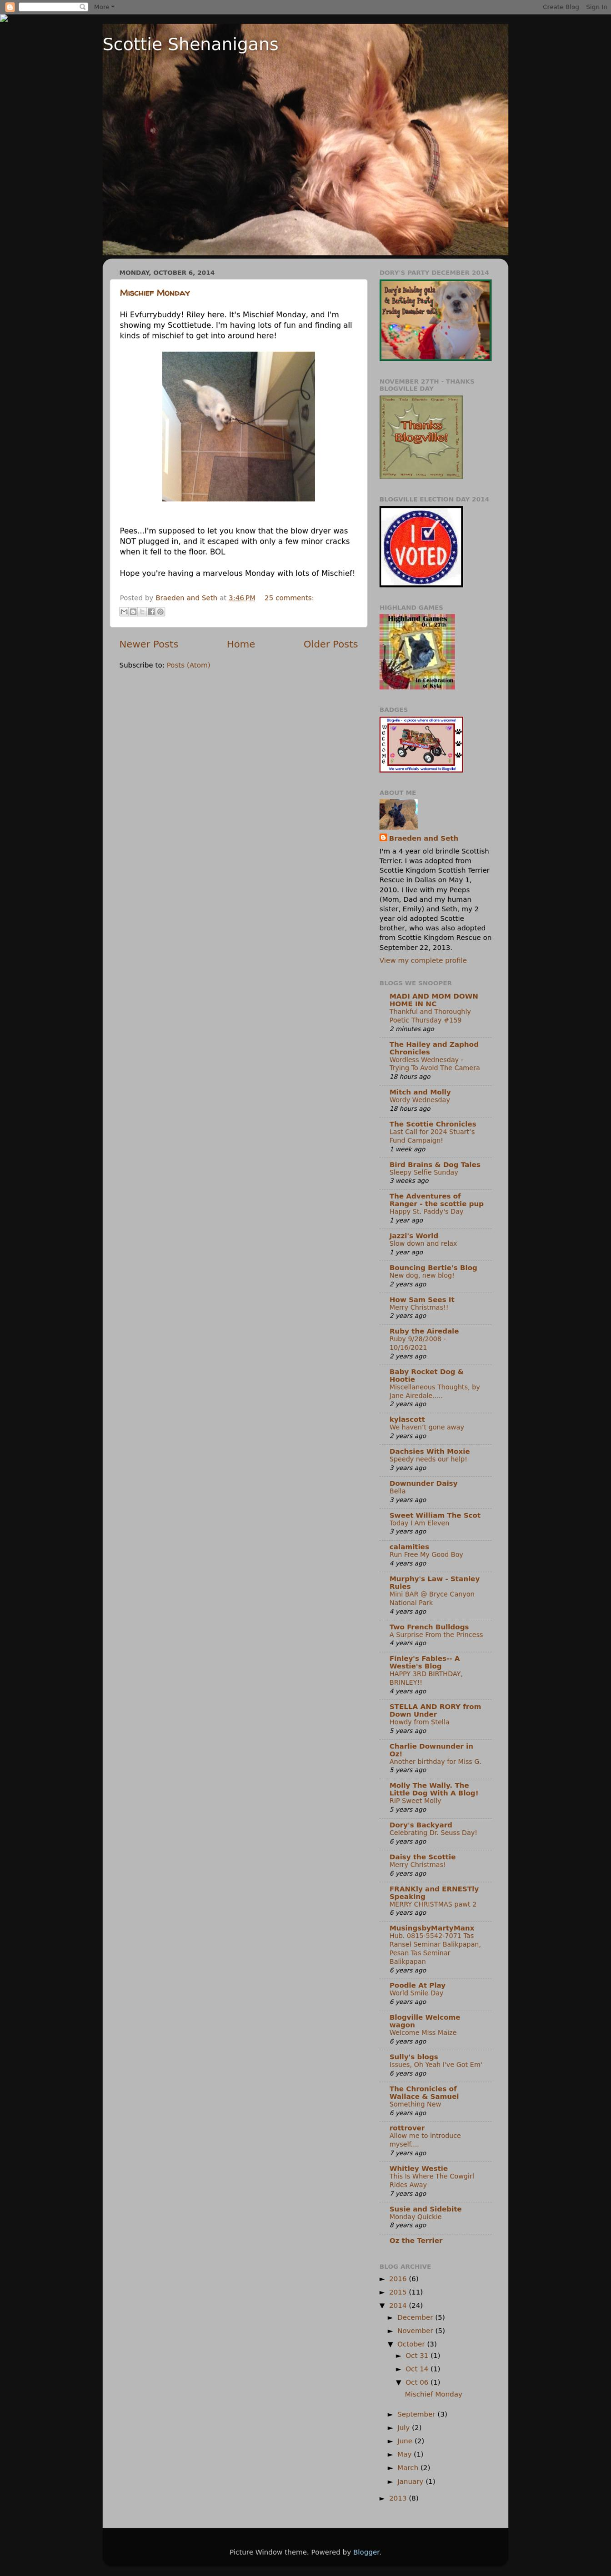 More
Create Blog Sign In
Scottie Shenanigans
MONDAY, OCTOBER 6, 2014
Mischief Monday
Hi Evfurrybuddy! Riley here. It's Mischief Monday, and I'm
showing my Scottietude. I'm having lots of fun and finding all
kinds of mischief to get into around here!
Pees...I'm supposed to let you know that the blow dryer was
NOT plugged in, and it escaped with only a few minor cracks
when it fell to the floor. BOL
Hope you're having a marvelous Monday with lots of Mischief!
Posted by Braeden and Seth at 3:46 PM 25 comments:
Newer Posts Home Older Posts
Subscribe to: Posts (Atom)
DORY'S PARTY DECEMBER 2014
Dory's Birthday Party
Friday December
NOVEMBER 27TH - THANKS
BLOGVILLE DAY
Thanks
Blogville!
BLOGVILLE ELECTION DAY 2014
I VOTED
HIGHLAND GAMES
Highland Games
Oct. 27th
In Celebration
of Kyla
BADGES
Blogville - a place where all are welcome!
WELCOME
We were officially welcomed to Blogville!
ABOUT ME
Braeden and Seth
I'm a 4 year old brindle Scottish
Terrier. I was adopted from
Scottie Kingdom Scottish Terrier
Rescue in Dallas on May 1,
2010. I live with my Peeps
(Mom, Dad and my human
sister, Emily) and Seth, my 2
year old adopted Scottie
brother, who was also adopted
from Scottie Kingdom Rescue on
September 22, 2013.
View my complete profile
BLOGS WE SNOOPER
MADI AND MOM DOWN
HOME IN NC
Thankful and Thoroughly
Poetic Thursday #159
2 minutes ago
The Hailey and Zaphod
Chronicles
Wordless Wednesday -
Trying To Avoid The Camera
18 hours ago
Mitch and Molly
Wordy Wednesday
18 hours ago
The Scottie Chronicles
Last Call for 2024 Stuart's
Fund Campaign!
1 week ago
Bird Brains & Dog Tales
Sleepy Selfie Sunday
3 weeks ago
The Adventures of
Ranger - the scottie pup
Happy St. Paddy's Day
1 year ago
Jazzi's World
Slow down and relax
1 year ago
Bouncing Bertie's Blog
New dog, new blog!
2 years ago
How Sam Sees It
Merry Christmas!!
2 years ago
Ruby the Airedale
Ruby 9/28/2008 -
10/16/2021
2 years ago
Baby Rocket Dog &
Hootie
Miscellaneous Thoughts, by
Jane Airedale.....
2 years ago
kylascott
We haven't gone away
2 years ago
Dachsies With Moxie
Speedy needs our help!
3 years ago
Downunder Daisy
Bella
3 years ago
Sweet William The Scot
Today I Am Eleven
3 years ago
calamities
Run Free My Good Boy
4 years ago
Murphy's Law - Stanley
Rules
Mini BAR @ Bryce Canyon
National Park
4 years ago
Two French Bulldogs
A Surprise From the Princess
4 years ago
Finley's Fables-- A
Westie's Blog
HAPPY 3RD BIRTHDAY,
BRINLEY!!
4 years ago
STELLA AND RORY from
Down Under
Howdy from Stella
5 years ago
Charlie Downunder in
Oz!
Another birthday for Miss G.
5 years ago
Molly The Wally. The
Little Dog With A Blog!
RIP Sweet Molly
5 years ago
Dory's Backyard
Celebrating Dr. Seuss Day!
6 years ago
Daisy the Scottie
Merry Christmas!
6 years ago
FRANKly and ERNESTly
Speaking
MERRY CHRISTMAS pawt 2
6 years ago
MusingsbyMartyManx
Hub. 0815-5542-7071 Tas
Ransel Seminar Balikpapan,
Pesan Tas Seminar
Balikpapan
6 years ago
Poodle At Play
World Smile Day
6 years ago
Blogville Welcome
wagon
Welcome Miss Maize
6 years ago
Sully's blogs
Issues, Oh Yeah I've Got Em'
6 years ago
The Chronicles of
Wallace & Samuel
Something New
6 years ago
rottrover
Allow me to introduce
myself....
7 years ago
Whitley Westie
This Is Where The Cowgirl
Rides Away
7 years ago
Susie and Sidebite
Monday Quickie
8 years ago
Oz the Terrier
BLOG ARCHIVE
► 2016 (6)
► 2015 (11)
▼ 2014 (24)
► December (5)
► November (5)
▼ October (3)
► Oct 31 (1)
► Oct 14 (1)
▼ Oct 06 (1)
Mischief Monday
► September (3)
► July (2)
► June (2)
► May (1)
► March (2)
► January (1)
► 2013 (9)
Picture Window theme. Powered by Blogger.